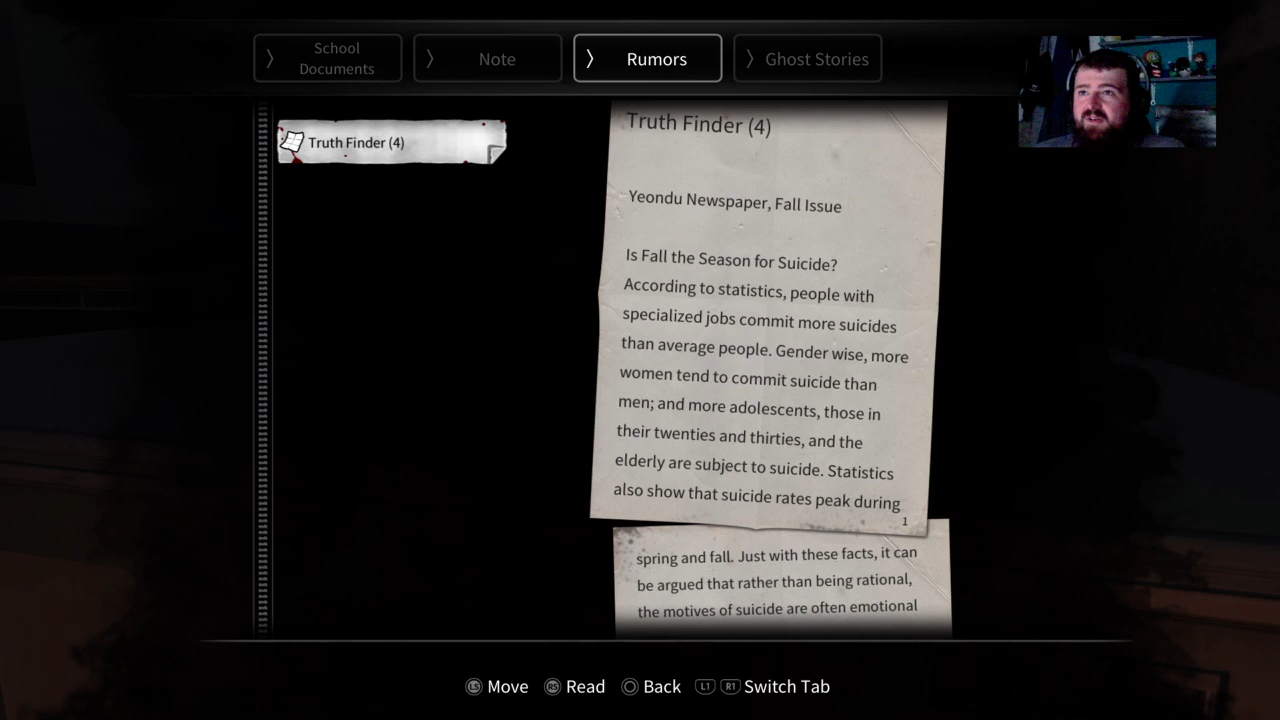 School
Documents
Note
Rumors
Ghost Stories
Truth Finder (4)
Truth Finder (4)
Yeondu Newspaper, Fall Issue
Is Fall the Season for Suicide?
According to statistics, people with
specialized jobs commit more suicides
than average people. Gender wise, more
women tend to commit suicide than
men; and more adolescents, those in
their twenties and thirties, and the
elderly are subject to suicide. Statistics
also show that suicide rates peak during
1
spring and fall. Just with these facts, it can
be argued that rather than being rational,
the motives of suicide are often emotional
LS Move RS Read Back L1 R1 Switch Tab